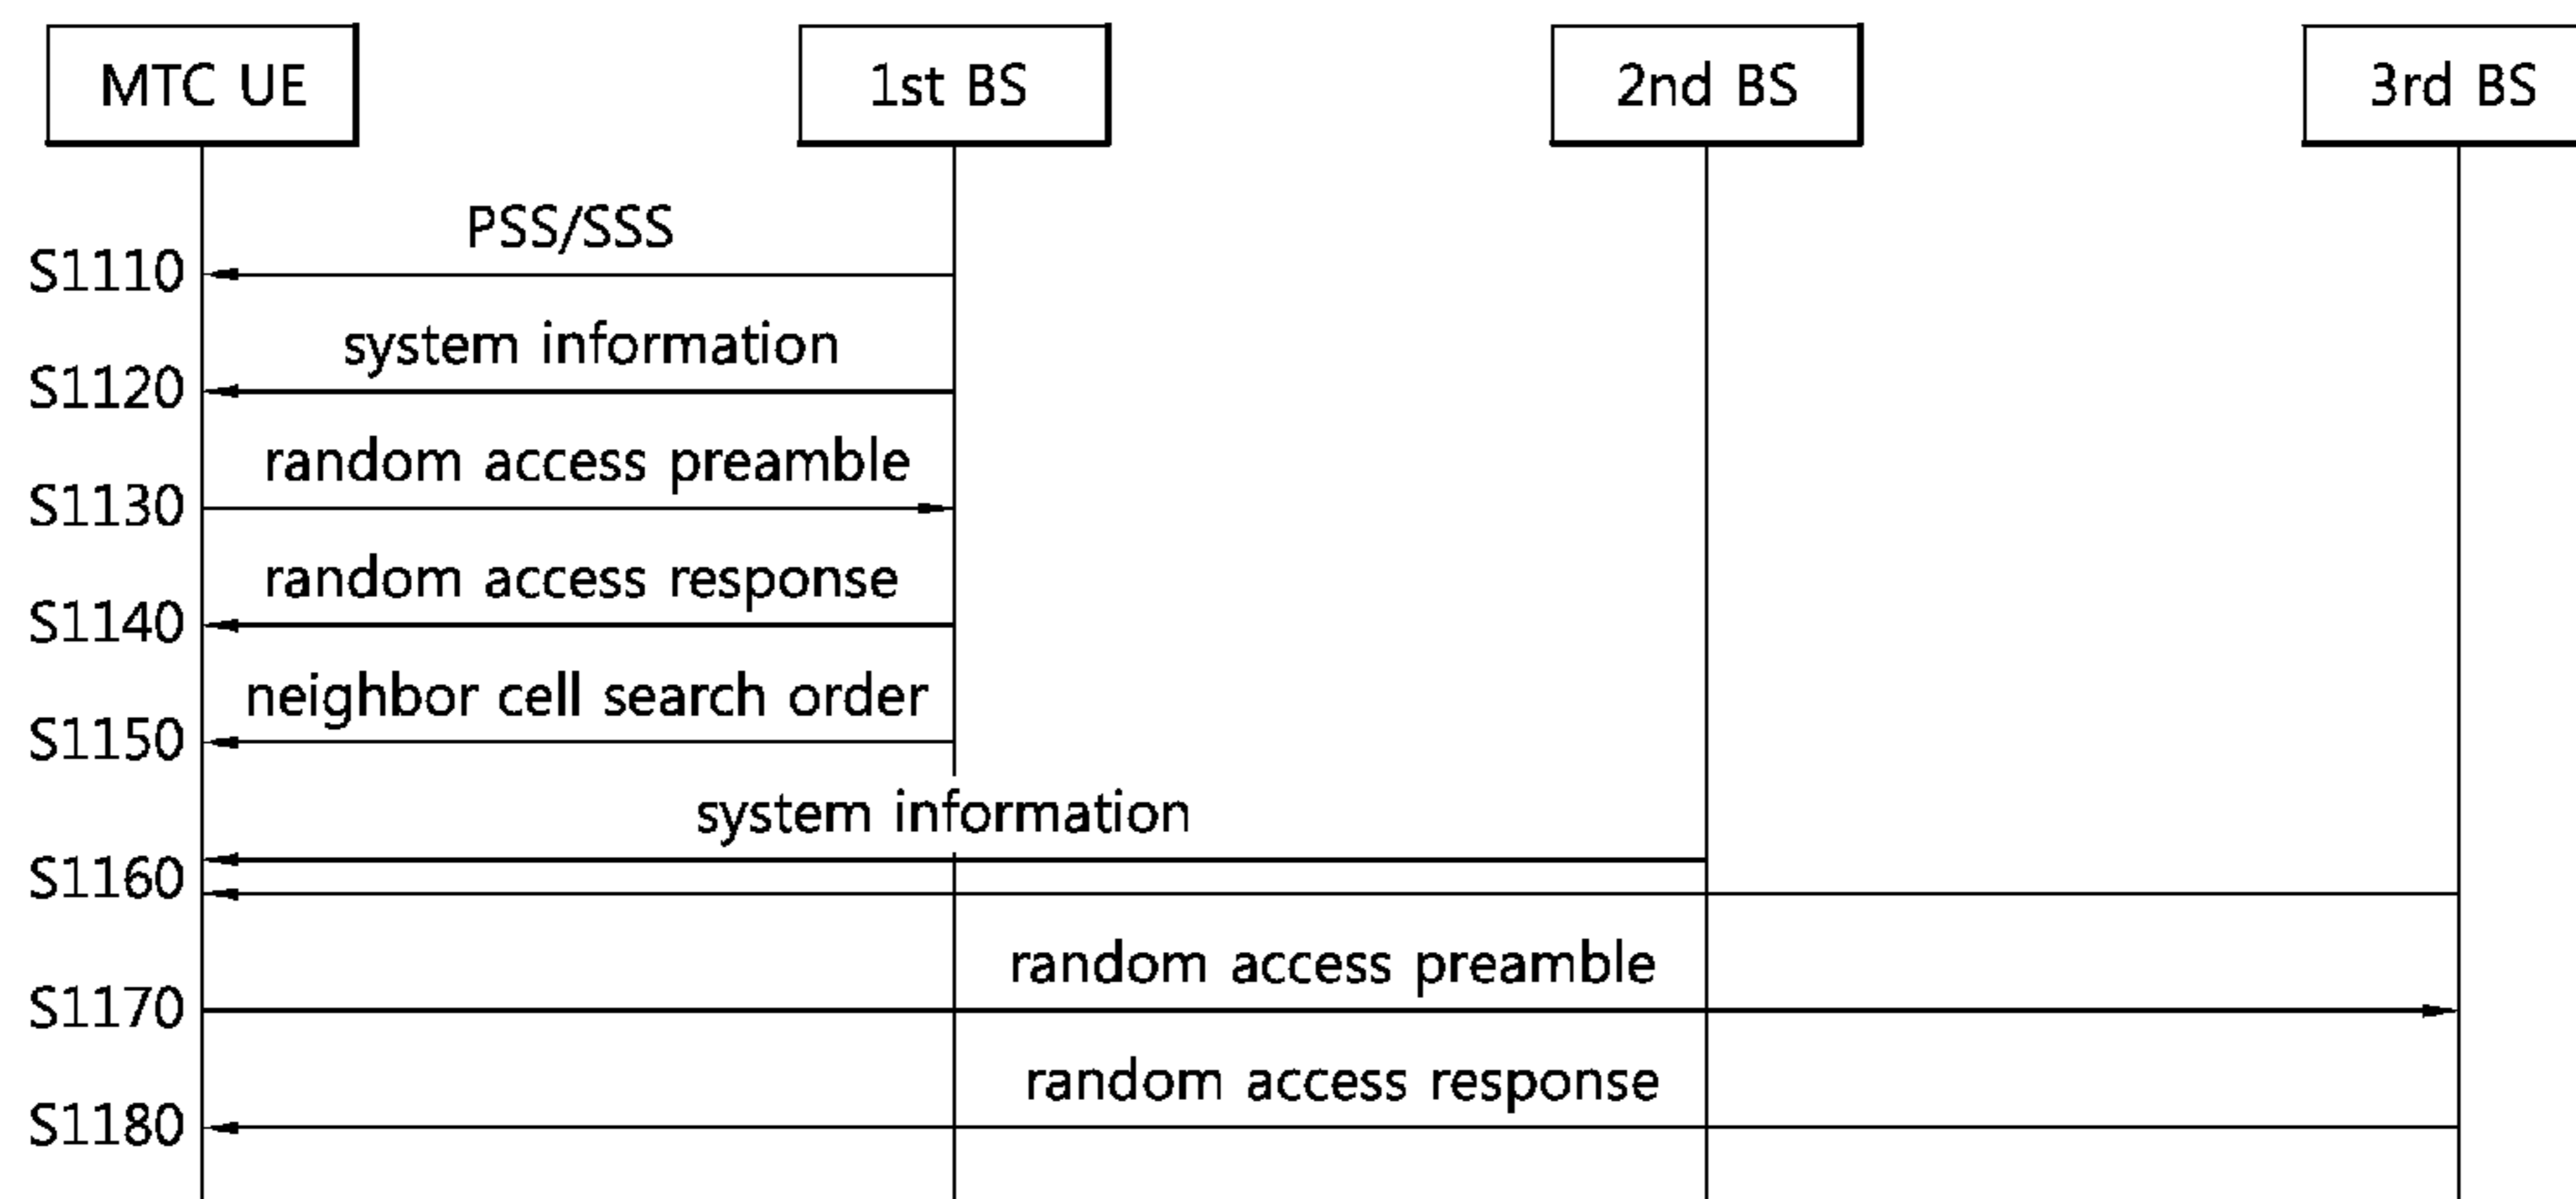 MTC UE
1st BS
2nd BS
3rd BS
PSS/SSS
S1110
system information
S1120
random access preamble
S1130
random access response
S1140
neighbor cell search order
S1150
system information
S1160
random access preamble
S1170
random access response
S1180